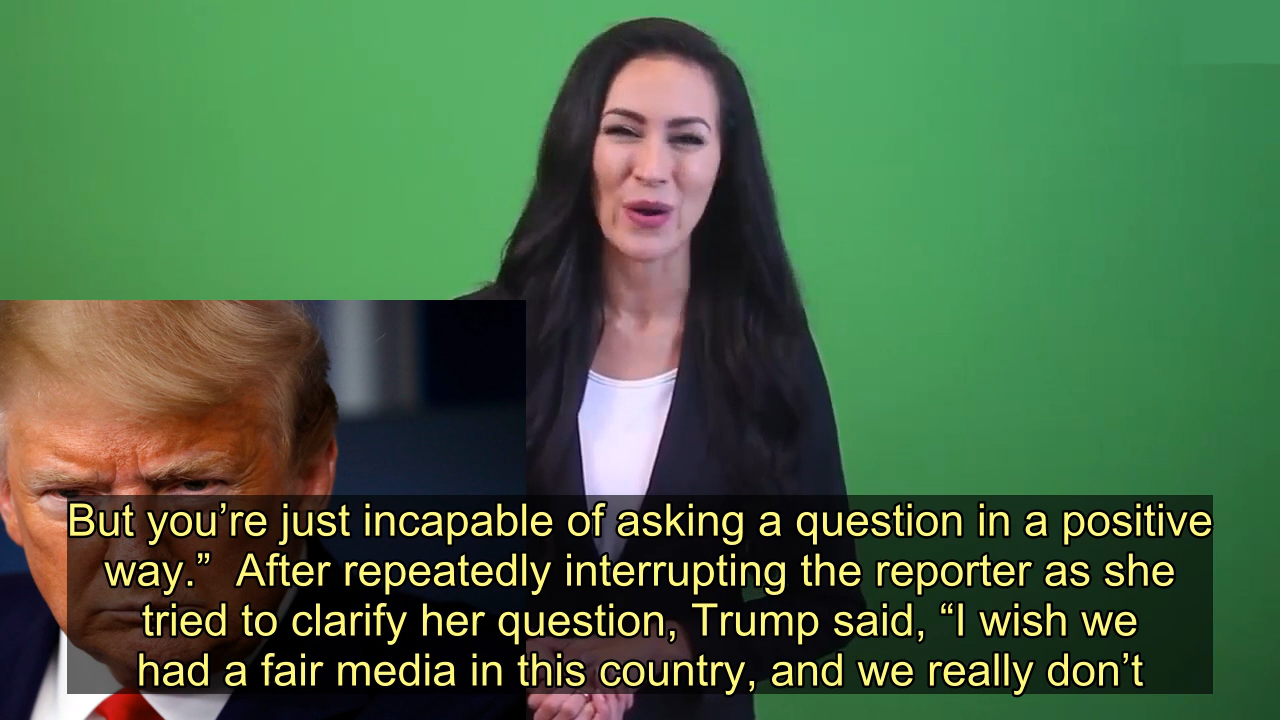 But you’re just incapable of asking a question in a positive
way.”  After repeatedly interrupting the reporter as she
tried to clarify her question, Trump said, “I wish we
had a fair media in this country, and we really don’t